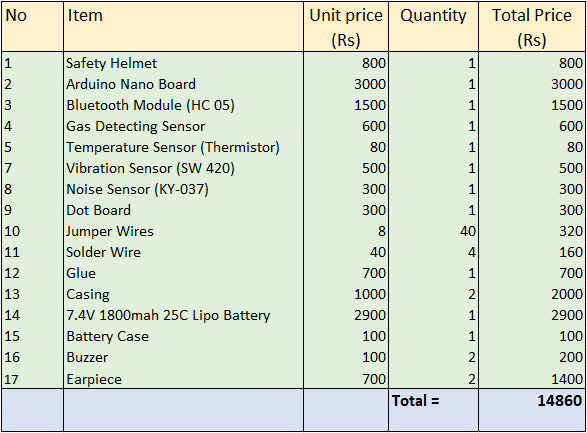 No Item Unit price (Rs) Quantity Total Price (Rs)
1 Safety Helmet 800 1 800
2 Arduino Nano Board 3000 1 3000
3 Bluetooth Module (HC 05) 1500 1 1500
4 Gas Detecting Sensor 600 1 600
5 Temperature Sensor (Thermistor) 80 1 80
7 Vibration Sensor (SW 420) 500 1 500
8 Noise Sensor (KY-037) 300 1 300
9 Dot Board 300 1 300
10 Jumper Wires 8 40 320
11 Solder Wire 40 4 160
12 Glue 700 1 700
13 Casing 1000 2 2000
14 7.4V 1800mah 25C Lipo Battery 2900 1 2900
15 Battery Case 100 1 100
16 Buzzer 100 2 200
17 Earpiece 700 2 1400
Total = 14860